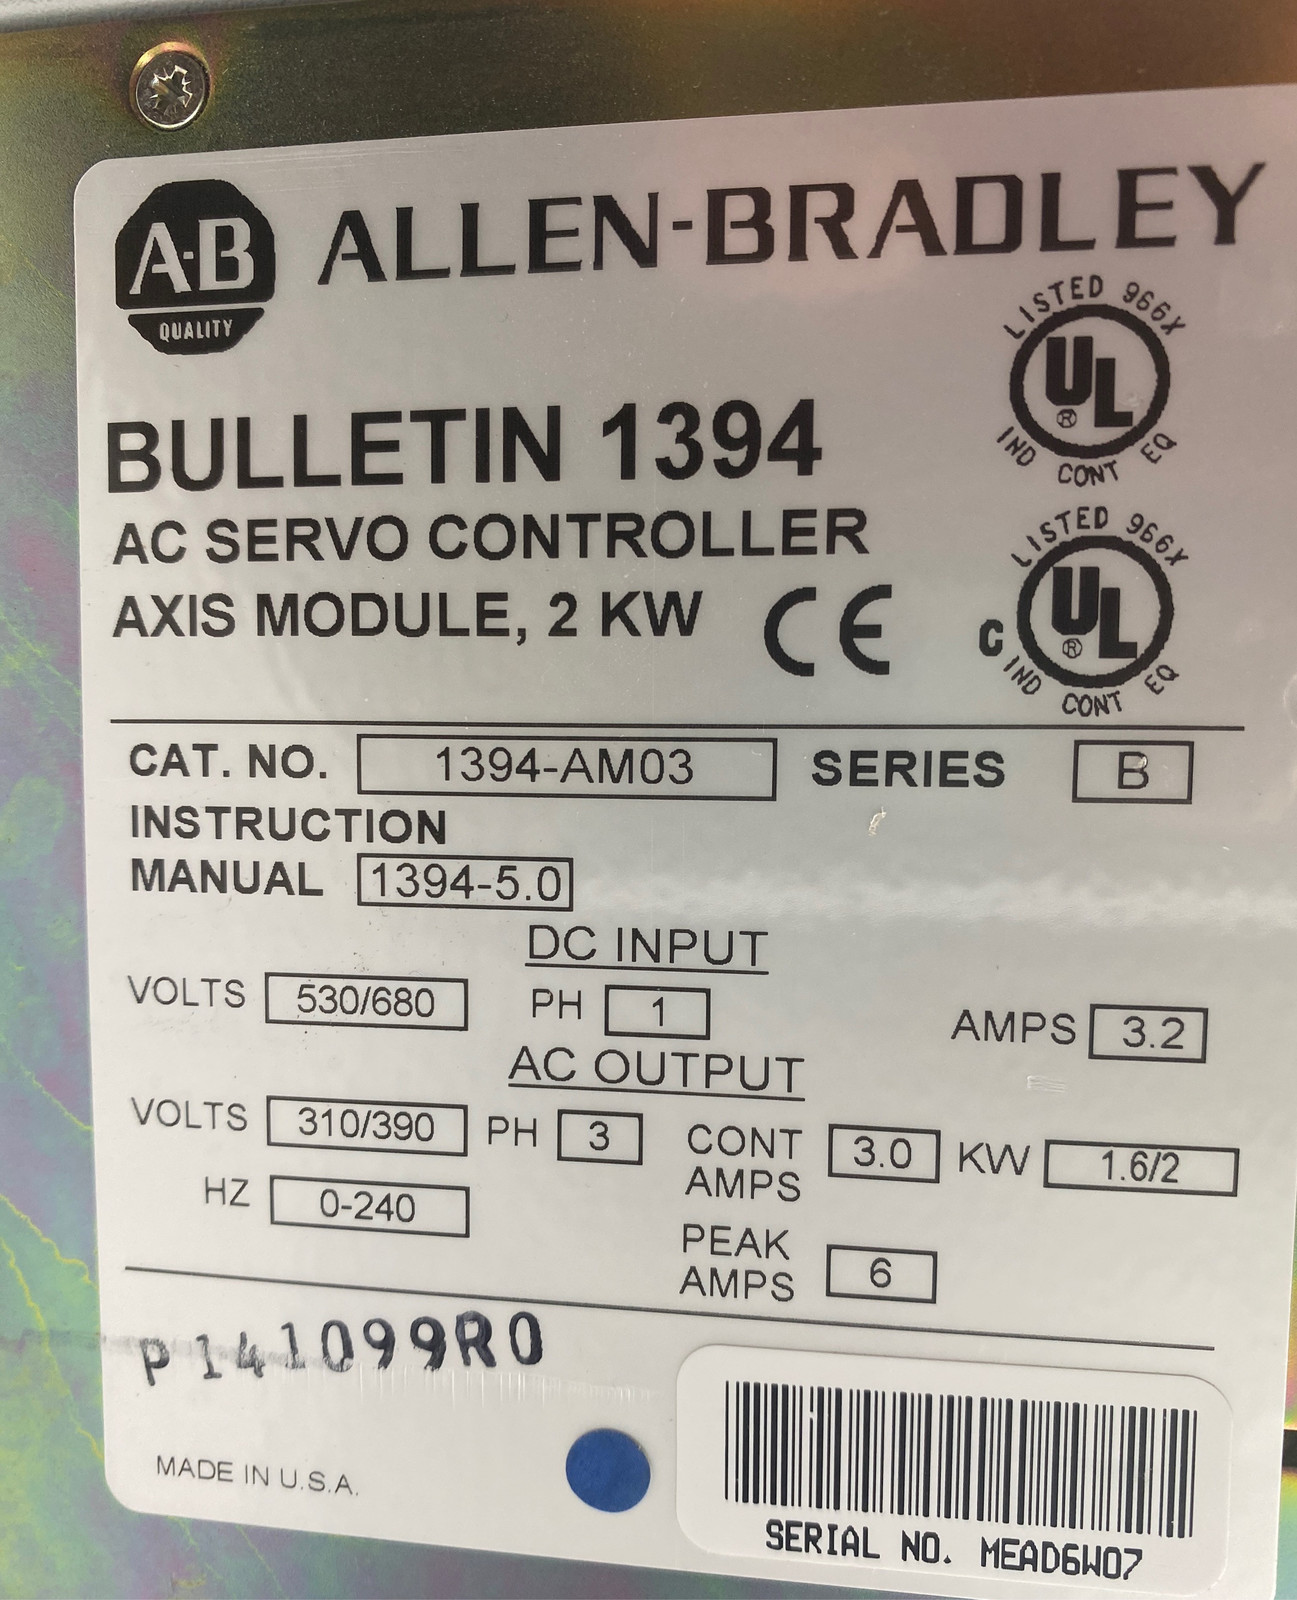 A-B
QUALITY
ALLEN-BRADLEY
LISTED 966X
UL
®
IND CONT EQ
BULLETIN 1394
AC SERVO CONTROLLER
AXIS MODULE, 2 KW
CE
LISTED 966X
C UL
®
IND CONT EQ
CAT. NO. 1394-AM03 SERIES B
INSTRUCTION
MANUAL 1394-5.0
DC INPUT
VOLTS 530/680 PH 1 AMPS 3.2
AC OUTPUT
VOLTS 310/390 PH 3 CONT AMPS 3.0 KW 1.6/2
HZ 0-240
PEAK AMPS 6
P141099R0
MADE IN U.S.A.
SERIAL NO. MEAD6W07